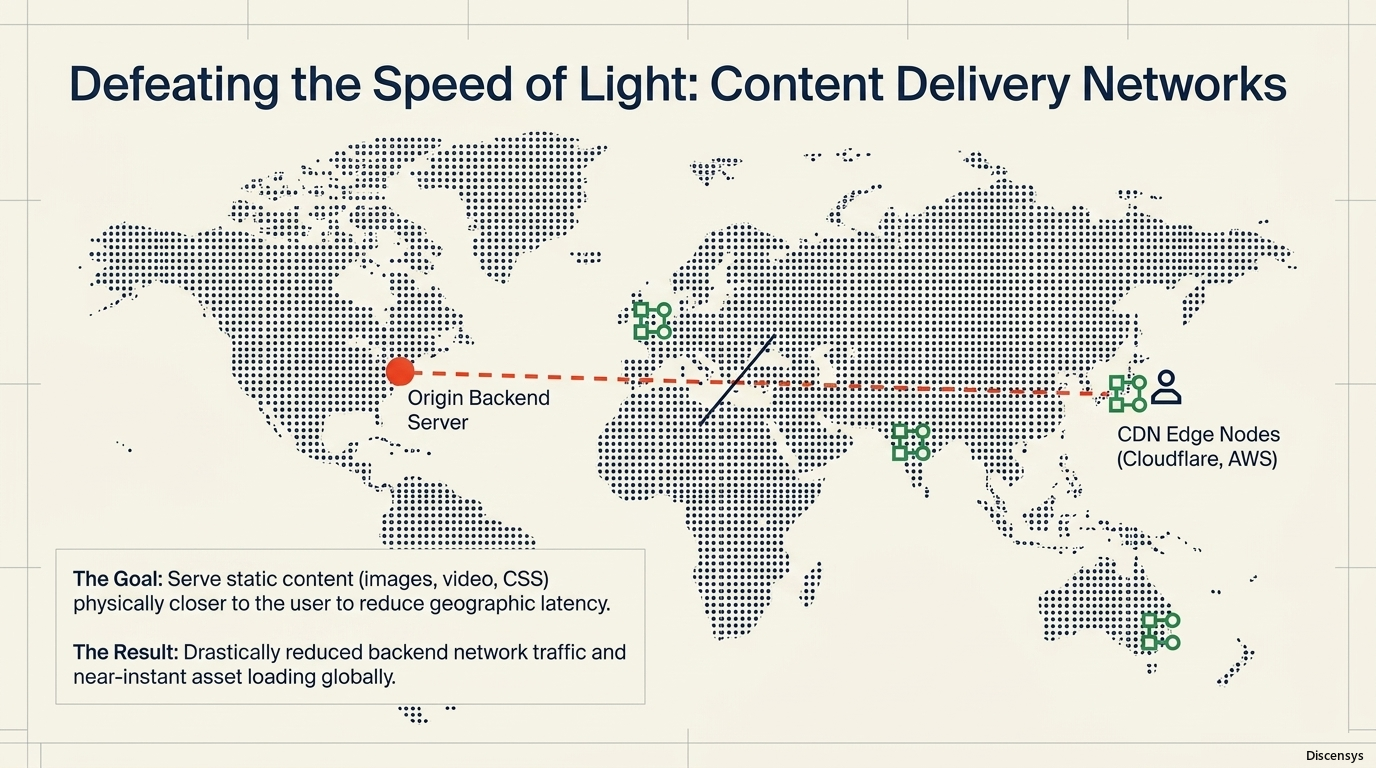 Defeating the Speed of Light: Content Delivery Networks
Origin Backend
Server
CDN Edge Nodes
(Cloudflare, AWS)
The Goal: Serve static content (images, video, CSS)
physically closer to the user to reduce geographic latency.
The Result: Drastically reduced backend network traffic and
near-instant asset loading globally.
Discensys